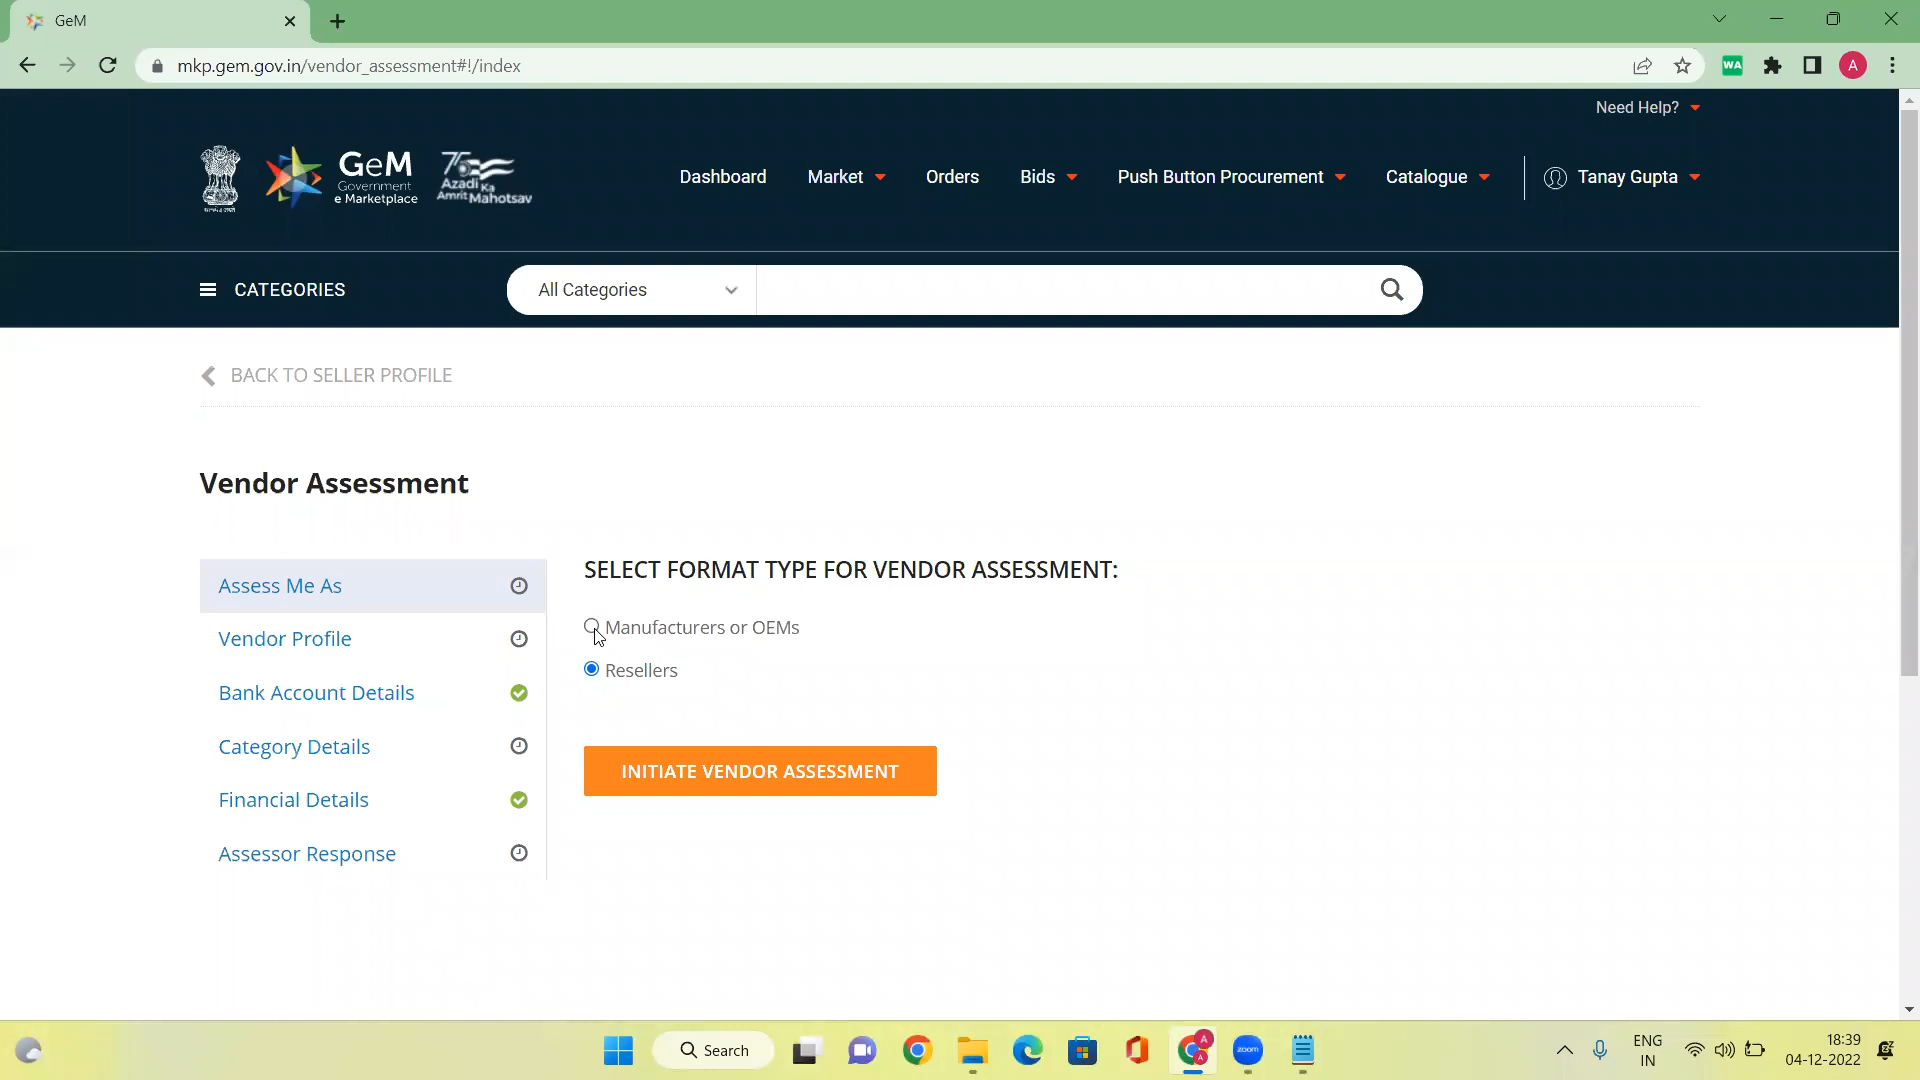 GeM
mkp.gem.gov.in/vendor_assessment#!/index
WA
A
Need Help?
GeM
Government
e Marketplace
75
Azadi Ka
Amrit Mahotsav
Dashboard
Market
Orders
Bids
Push Button Procurement
Catalogue
Tanay Gupta
CATEGORIES
All Categories
BACK TO SELLER PROFILE
Vendor Assessment
Assess Me As
Vendor Profile
Bank Account Details
Category Details
Financial Details
Assessor Response
SELECT FORMAT TYPE FOR VENDOR ASSESSMENT:
Manufacturers or OEMs
Resellers
INITIATE VENDOR ASSESSMENT
Search
A
A
zoom
ENG
IN
18:39
04-12-2022